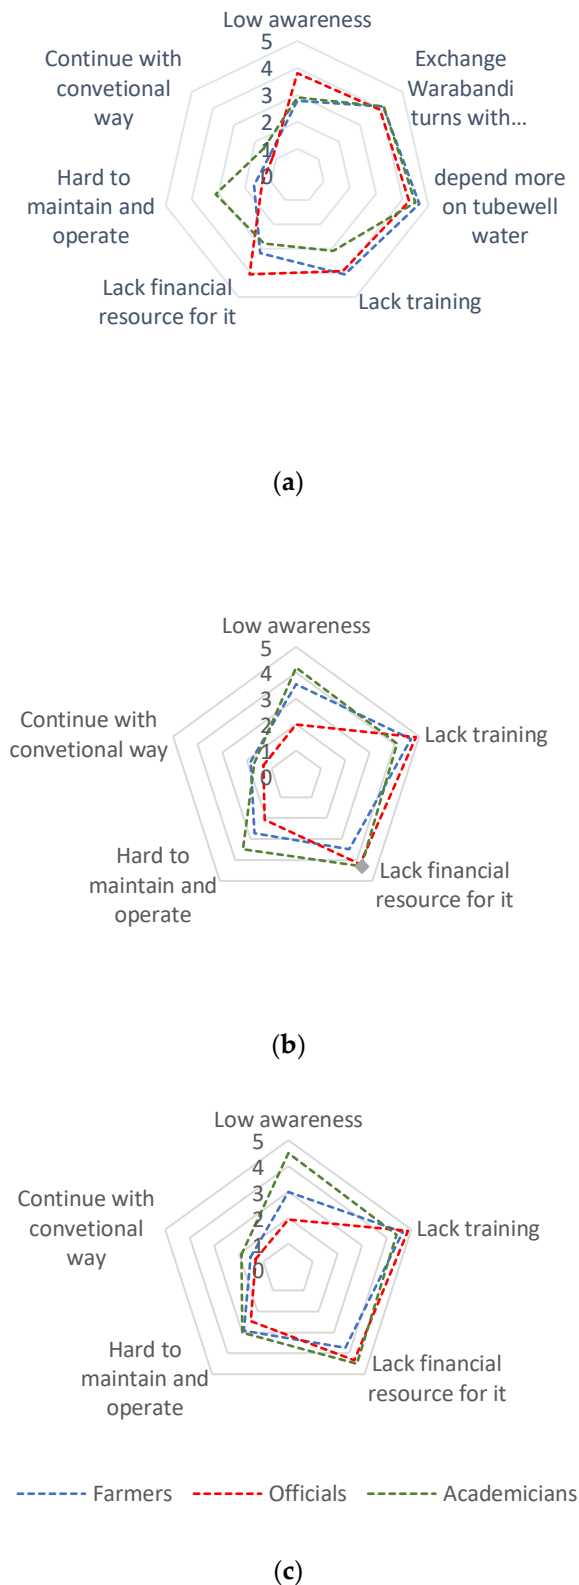 Low awareness
5
4
3
2
1
0
Exchange
Warabandi
turns with...
depend more
on tubewell
water
Lack training
Lack financial
resource for it
Hard to
maintain and
operate
Continue with
convetional
way
(a)
Low awareness
5
4
3
2
1
0
Lack training
Lack financial
resource for it
Hard to
maintain and
operate
Continue with
convetional way
(b)
Low awareness
5
4
3
2
1
0
Lack training
Lack financial
resource for it
Hard to
maintain and
operate
Continue with
convetional
way
Farmers Officials Academicians
(c)